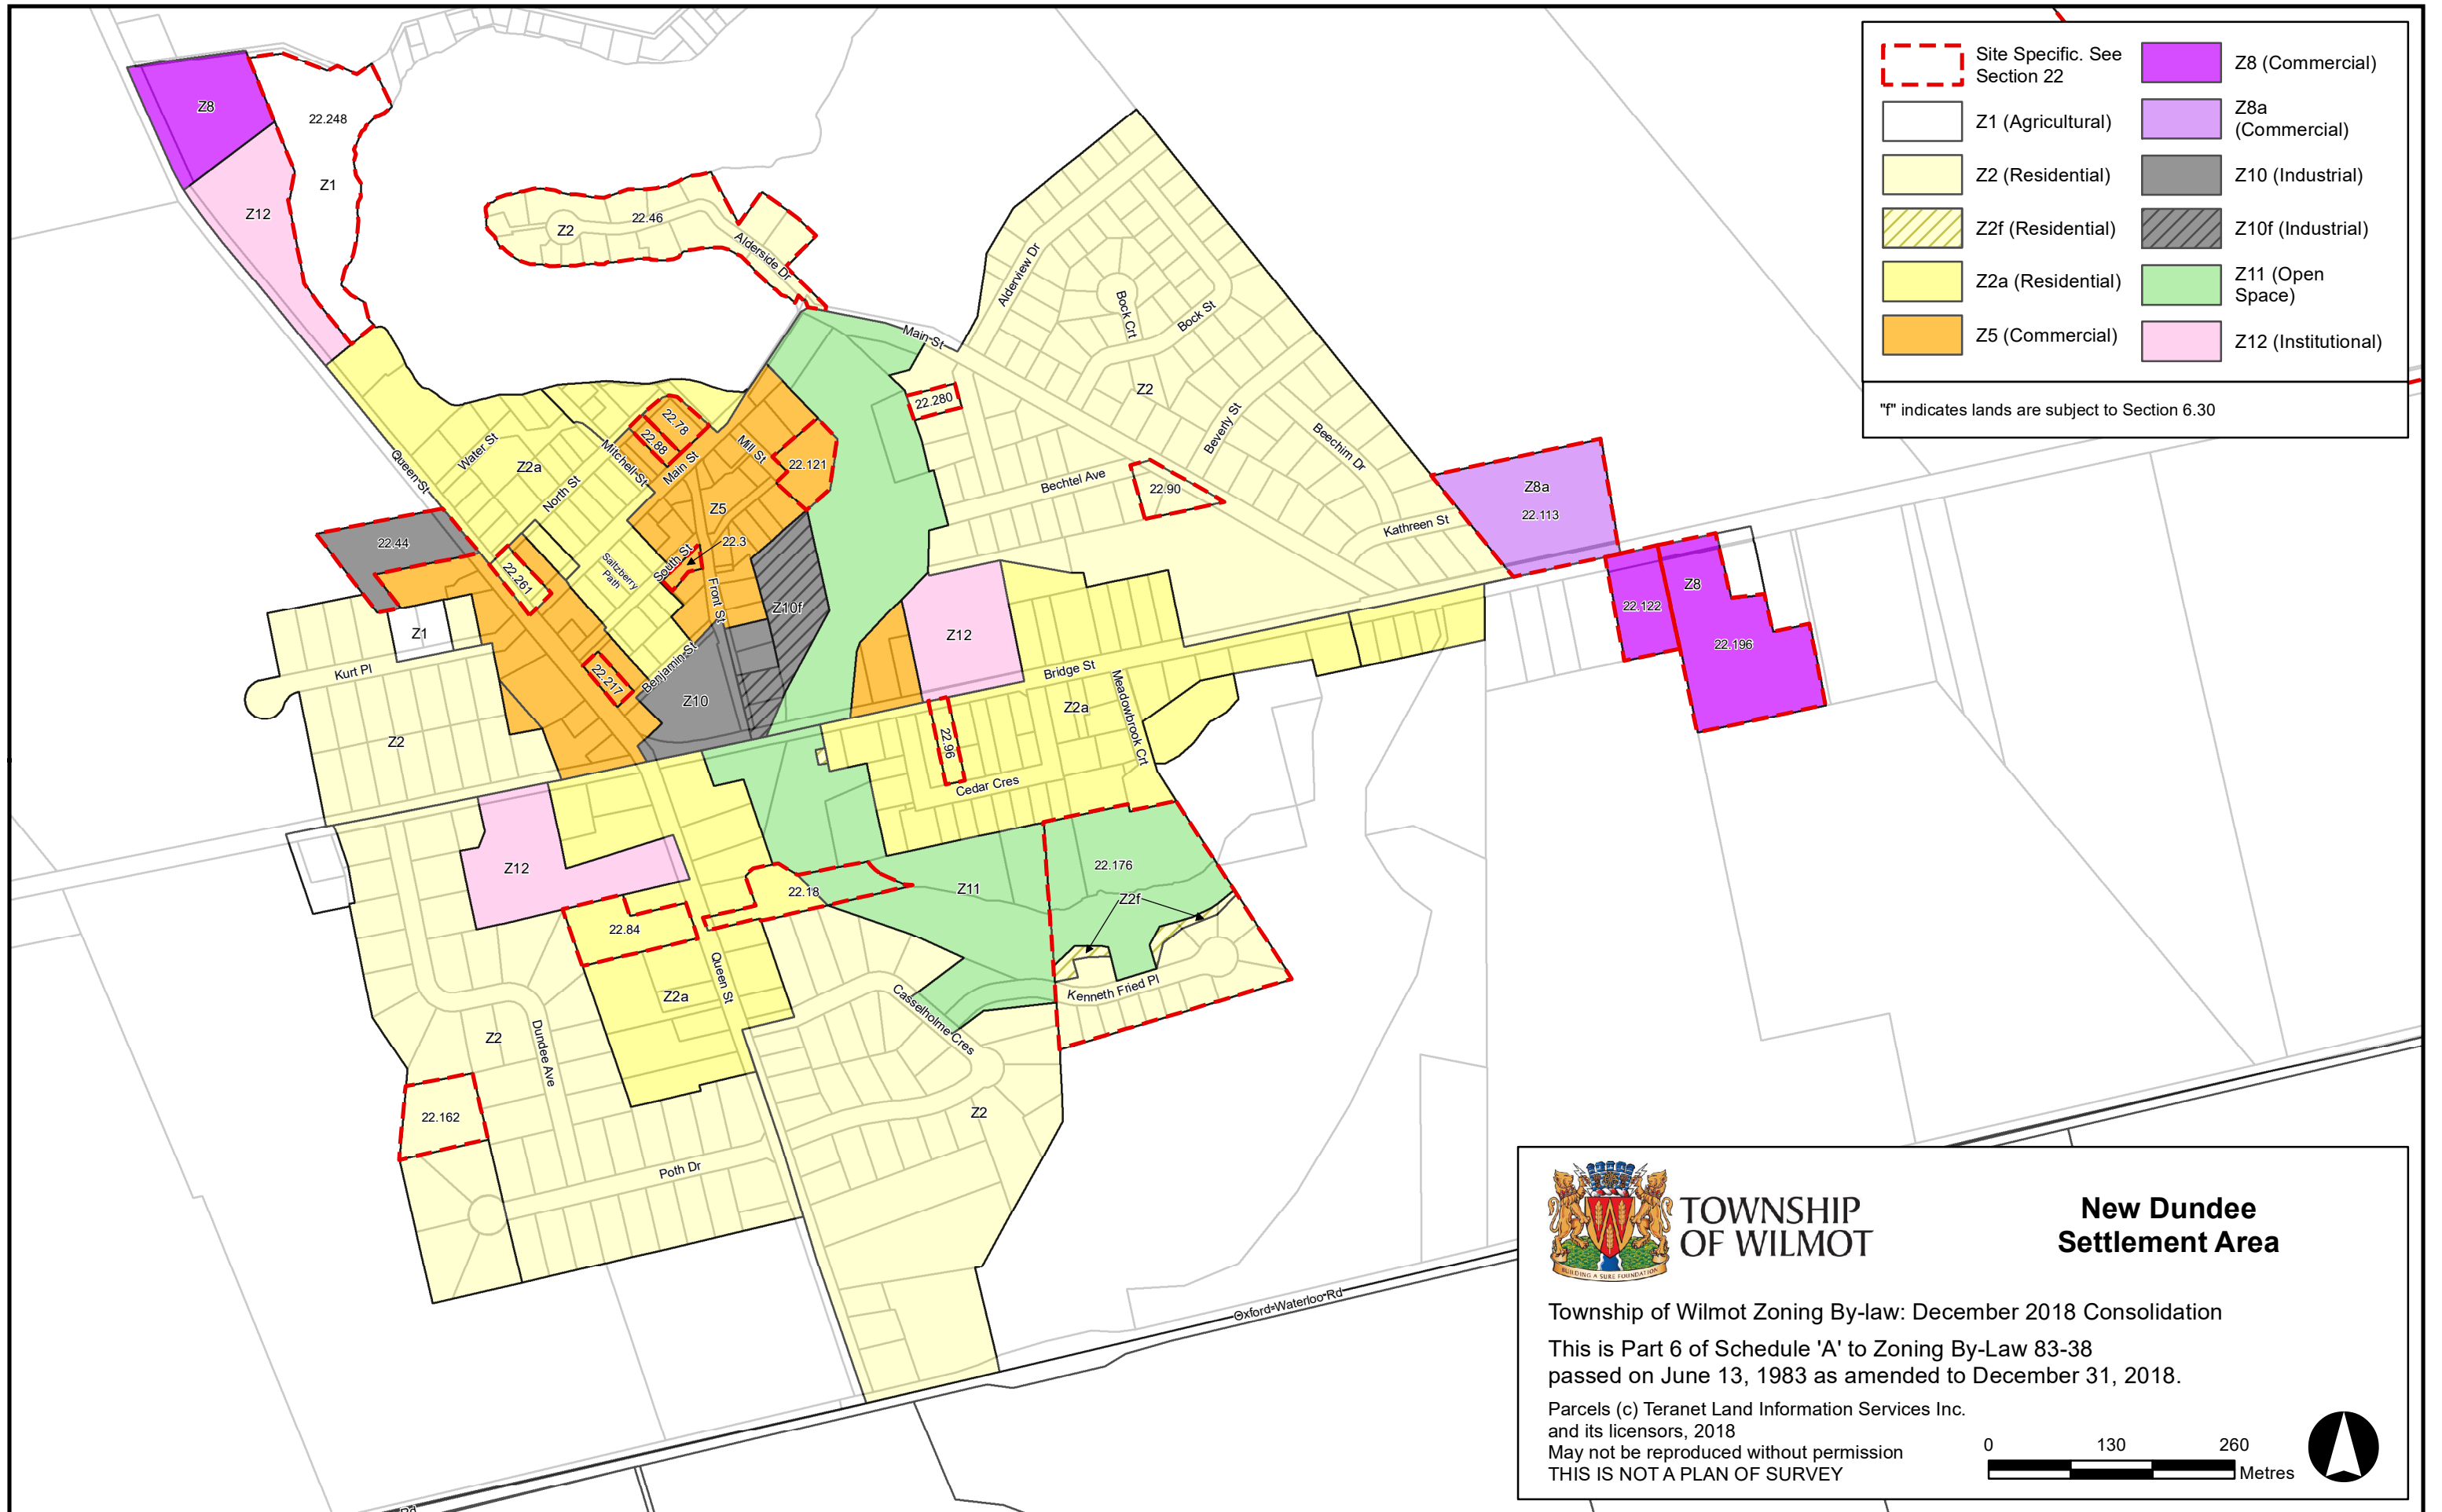 Site Specific. See
Section 22
Z1 (Agricultural)
Z2 (Residential)
Z2f (Residential)
Z2a (Residential)
Z5 (Commercial)
Z8 (Commercial)
Z8a
(Commercial)
Z10 (Industrial)
Z10f (Industrial)
Z11 (Open
Space)
Z12 (Institutional)
"f" indicates lands are subject to Section 6.30
Z8
22.248
Z1
Z12
Z2
22.46
Alderside Dr
Main St
Alderview Dr
Bock Crt
Bock St
Z2
Beverly St
Beechim Dr
22.280
Bechtel Ave
22.90
Kathreen St
Z8a
22.113
22.122
Z8
22.196
Queen St
Water St
Z2a
North St
Mitchell St
22.78
22.88
Main St
Mill St
22.121
Z5
22.3
South St
Saltzberry
Path
Front St
22.44
22.261
Z10f
Z12
Z1
Kurt Pl
22.217
Benjamin St
Z10
Z2
Bridge St
Z2a
Meadowbrook Crt
22.96
Cedar Cres
Z12
22.18
Z11
22.176
Z2f
22.84
Z2a
Queen St
Casselholme Cres
Kenneth Fried Pl
Z2
Dundee Ave
22.162
Z2
Poth Dr
Oxford-Waterloo Rd
Rd
TOWNSHIP
OF WILMOT
BUILDING A SURE FOUNDATION
New Dundee
Settlement Area
Township of Wilmot Zoning By-law: December 2018 Consolidation
This is Part 6 of Schedule 'A' to Zoning By-Law 83-38
passed on June 13, 1983 as amended to December 31, 2018.
Parcels (c) Teranet Land Information Services Inc.
and its licensors, 2018
May not be reproduced without permission
THIS IS NOT A PLAN OF SURVEY
0 130 260
Metres